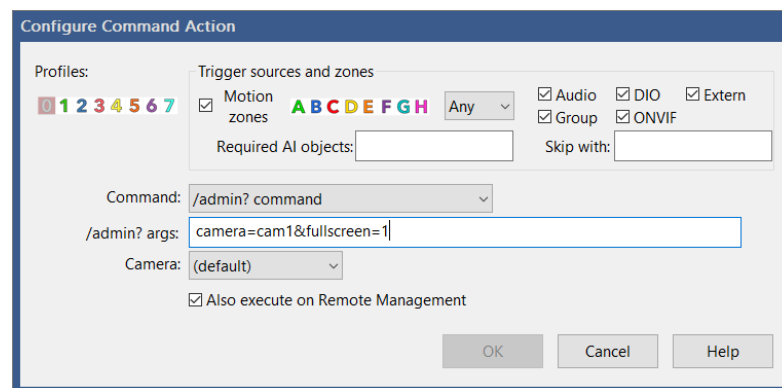 Configure Command Action
Profiles:
0 1 2 3 4 5 6 7
Trigger sources and zones
Motion zones
A B C D E F G H
Any
Audio
DIO
Extern
Group
ONVIF
Required AI objects:
Skip with:
Command:
/admin? command
/admin? args:
camera=cam1&fullscreen=1
Camera:
(default)
Also execute on Remote Management
OK
Cancel
Help